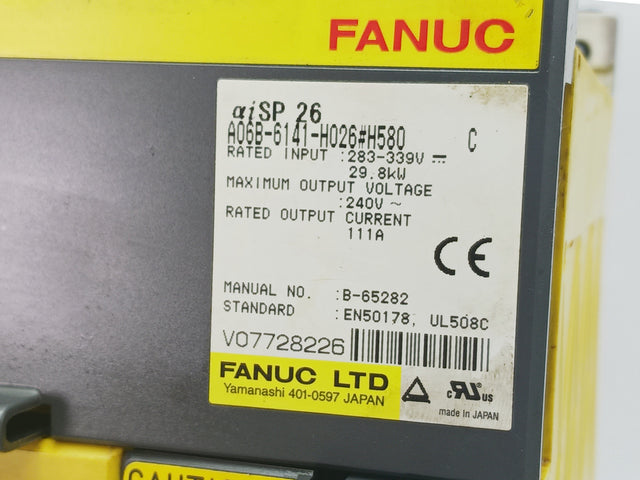 FANUC
αiSP 26
A06B-6141-H026#H580 C
RATED INPUT :283-339V ⎓
29.8kW
MAXIMUM OUTPUT VOLTAGE
:240V ~
RATED OUTPUT CURRENT
111A
CE
MANUAL NO. :B-65282
STANDARD :EN50178, UL508C
V07728226
FANUC LTD
Yamanashi 401-0597 JAPAN
c RU us
made in JAPAN